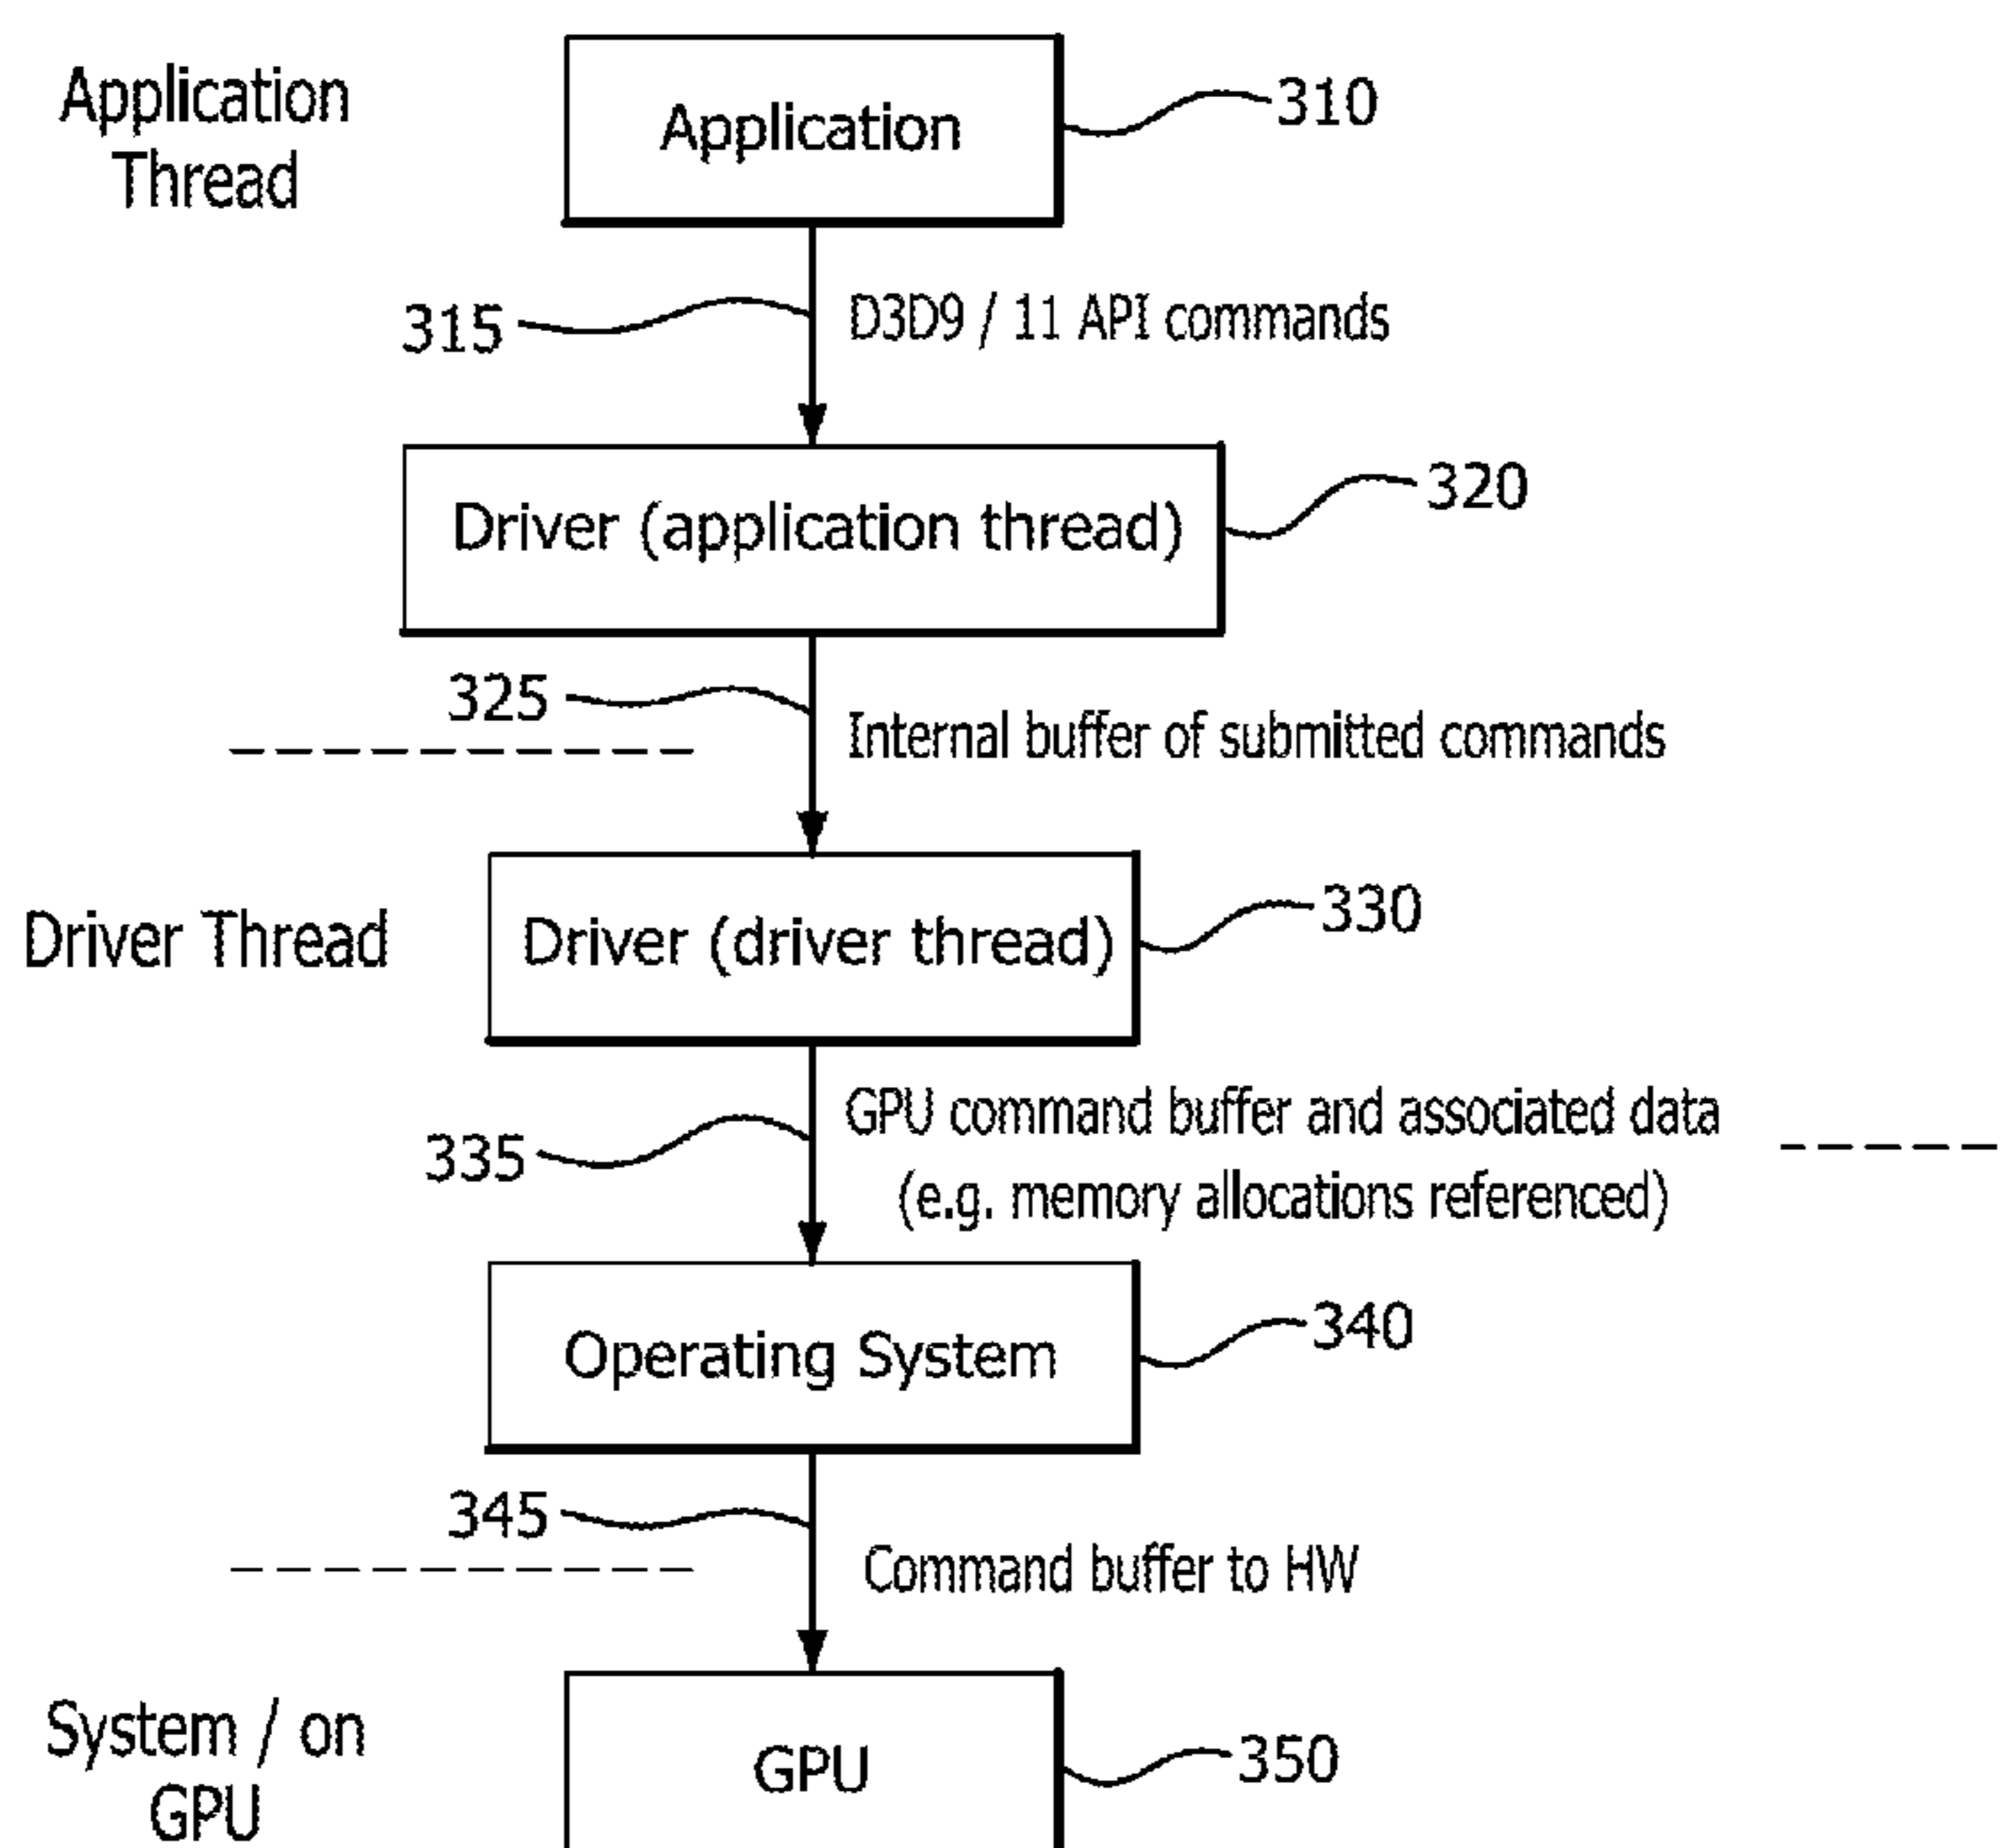 Application
Thread
Application
310
315
D3D9 / 11 API commands
Driver (application thread)
320
325
Internal buffer of submitted commands
Driver Thread
Driver (driver thread)
330
335
GPU command buffer and associated data
(e.g. memory allocations referenced)
Operating System
340
345
Command buffer to HW
System / on
GPU
GPU
350